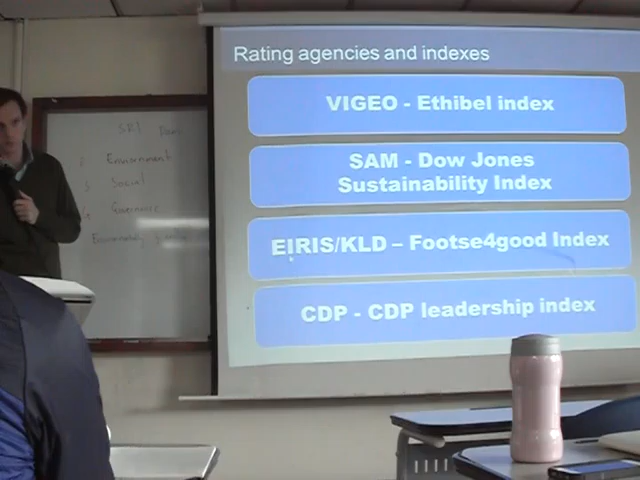 Rating agencies and indexes
VIGEO - Ethibel index
SAM - Dow Jones
Sustainability Index
EIRIS/KLD – Footse4good Index
CDP - CDP leadership index
SRI
Environment
Social
Governance